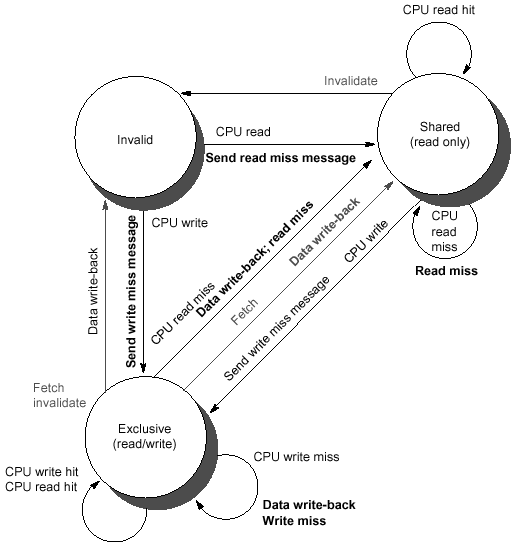 CPU read hit
Invalidate
Invalid
Shared
(read only)
CPU read
Send read miss message
CPU write
Send write miss message
Data write-back
CPU read miss
Data write-back; read miss
Fetch
Data write-back
CPU write
Send write miss message
CPU
read
miss
Read miss
Fetch
invalidate
Exclusive
(read/write)
CPU write hit
CPU read hit
CPU write miss
Data write-back
Write miss